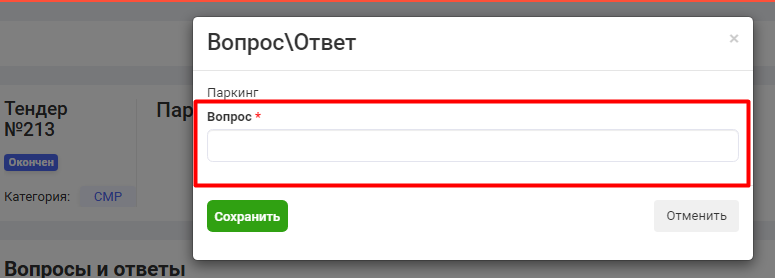 Вопрос\Ответ
×
Паркинг
Вопрос *
Сохранить
Отменить
Тендер
№213
Окончен
Категория: СМР
Пар
Вопросы и ответы